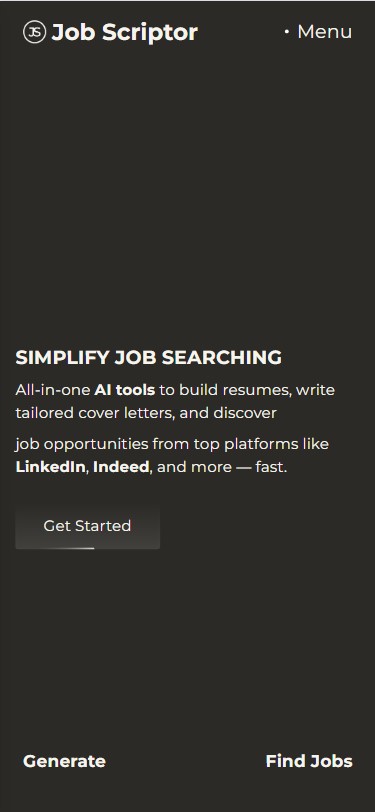 JS Job Scriptor
• Menu
SIMPLIFY JOB SEARCHING
All-in-one AI tools to build resumes, write
tailored cover letters, and discover
job opportunities from top platforms like
LinkedIn, Indeed, and more — fast.
Get Started
Generate
Find Jobs